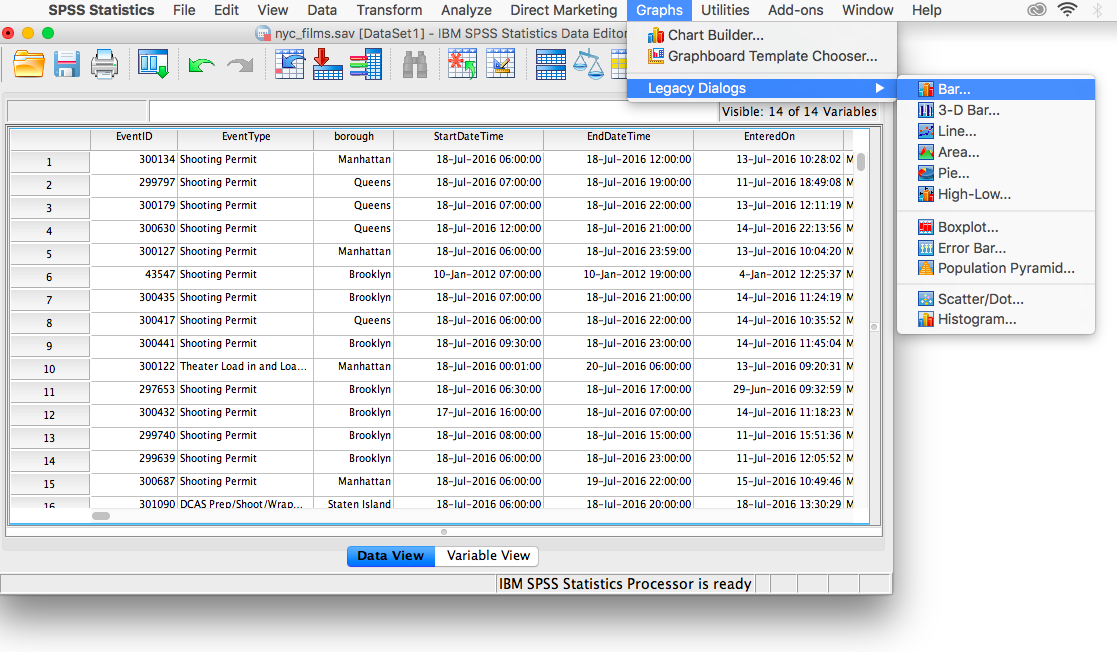 SPSS Statistics File Edit View Data Transform Analyze Direct Marketing Graphs Utilities Add-ons Window Help
nyc_films.sav [DataSet1] - IBM SPSS Statistics Data Editor
Chart Builder...
Graphboard Template Chooser...
Legacy Dialogs
Bar...
3-D Bar...
Line...
Area...
Pie...
High-Low...
Boxplot...
Error Bar...
Population Pyramid...
Scatter/Dot...
Histogram...
Visible: 14 of 14 Variables
EventID EventType borough StartDateTime EndDateTime EnteredOn
1 300134 Shooting Permit Manhattan 18-Jul-2016 06:00:00 18-Jul-2016 12:00:00 13-Jul-2016 10:28:02 M
2 299797 Shooting Permit Queens 18-Jul-2016 07:00:00 18-Jul-2016 19:00:00 11-Jul-2016 18:49:08 M
3 300179 Shooting Permit Queens 18-Jul-2016 07:00:00 18-Jul-2016 22:00:00 13-Jul-2016 12:11:19 M
4 300630 Shooting Permit Queens 18-Jul-2016 12:00:00 18-Jul-2016 21:00:00 14-Jul-2016 22:13:56 M
5 300127 Shooting Permit Manhattan 18-Jul-2016 06:00:00 18-Jul-2016 23:59:00 13-Jul-2016 10:04:20 M
6 43547 Shooting Permit Brooklyn 10-Jan-2012 07:00:00 10-Jan-2012 19:00:00 4-Jan-2012 12:25:37 M
7 300435 Shooting Permit Brooklyn 18-Jul-2016 07:00:00 18-Jul-2016 21:00:00 14-Jul-2016 11:24:19 M
8 300417 Shooting Permit Queens 18-Jul-2016 06:00:00 18-Jul-2016 22:00:00 14-Jul-2016 10:35:52 M
9 300441 Shooting Permit Brooklyn 18-Jul-2016 09:30:00 18-Jul-2016 23:00:00 14-Jul-2016 11:45:04 M
10 300122 Theater Load in and Loa... Manhattan 18-Jul-2016 00:01:00 20-Jul-2016 06:00:00 13-Jul-2016 09:20:31 M
11 297653 Shooting Permit Brooklyn 18-Jul-2016 06:30:00 18-Jul-2016 17:00:00 29-Jun-2016 09:32:59 M
12 300432 Shooting Permit Brooklyn 17-Jul-2016 16:00:00 18-Jul-2016 07:00:00 14-Jul-2016 11:18:23 M
13 299740 Shooting Permit Brooklyn 18-Jul-2016 08:00:00 18-Jul-2016 15:00:00 11-Jul-2016 15:51:36 M
14 299639 Shooting Permit Brooklyn 18-Jul-2016 06:00:00 18-Jul-2016 23:00:00 11-Jul-2016 12:05:52 M
15 300687 Shooting Permit Manhattan 18-Jul-2016 06:00:00 19-Jul-2016 22:00:00 15-Jul-2016 10:49:46 M
16 301090 DCAS Prep/Shoot/Wrap... Staten Island 18-Jul-2016 06:00:00 18-Jul-2016 20:00:00 18-Jul-2016 13:30:29 M
Data View Variable View
IBM SPSS Statistics Processor is ready